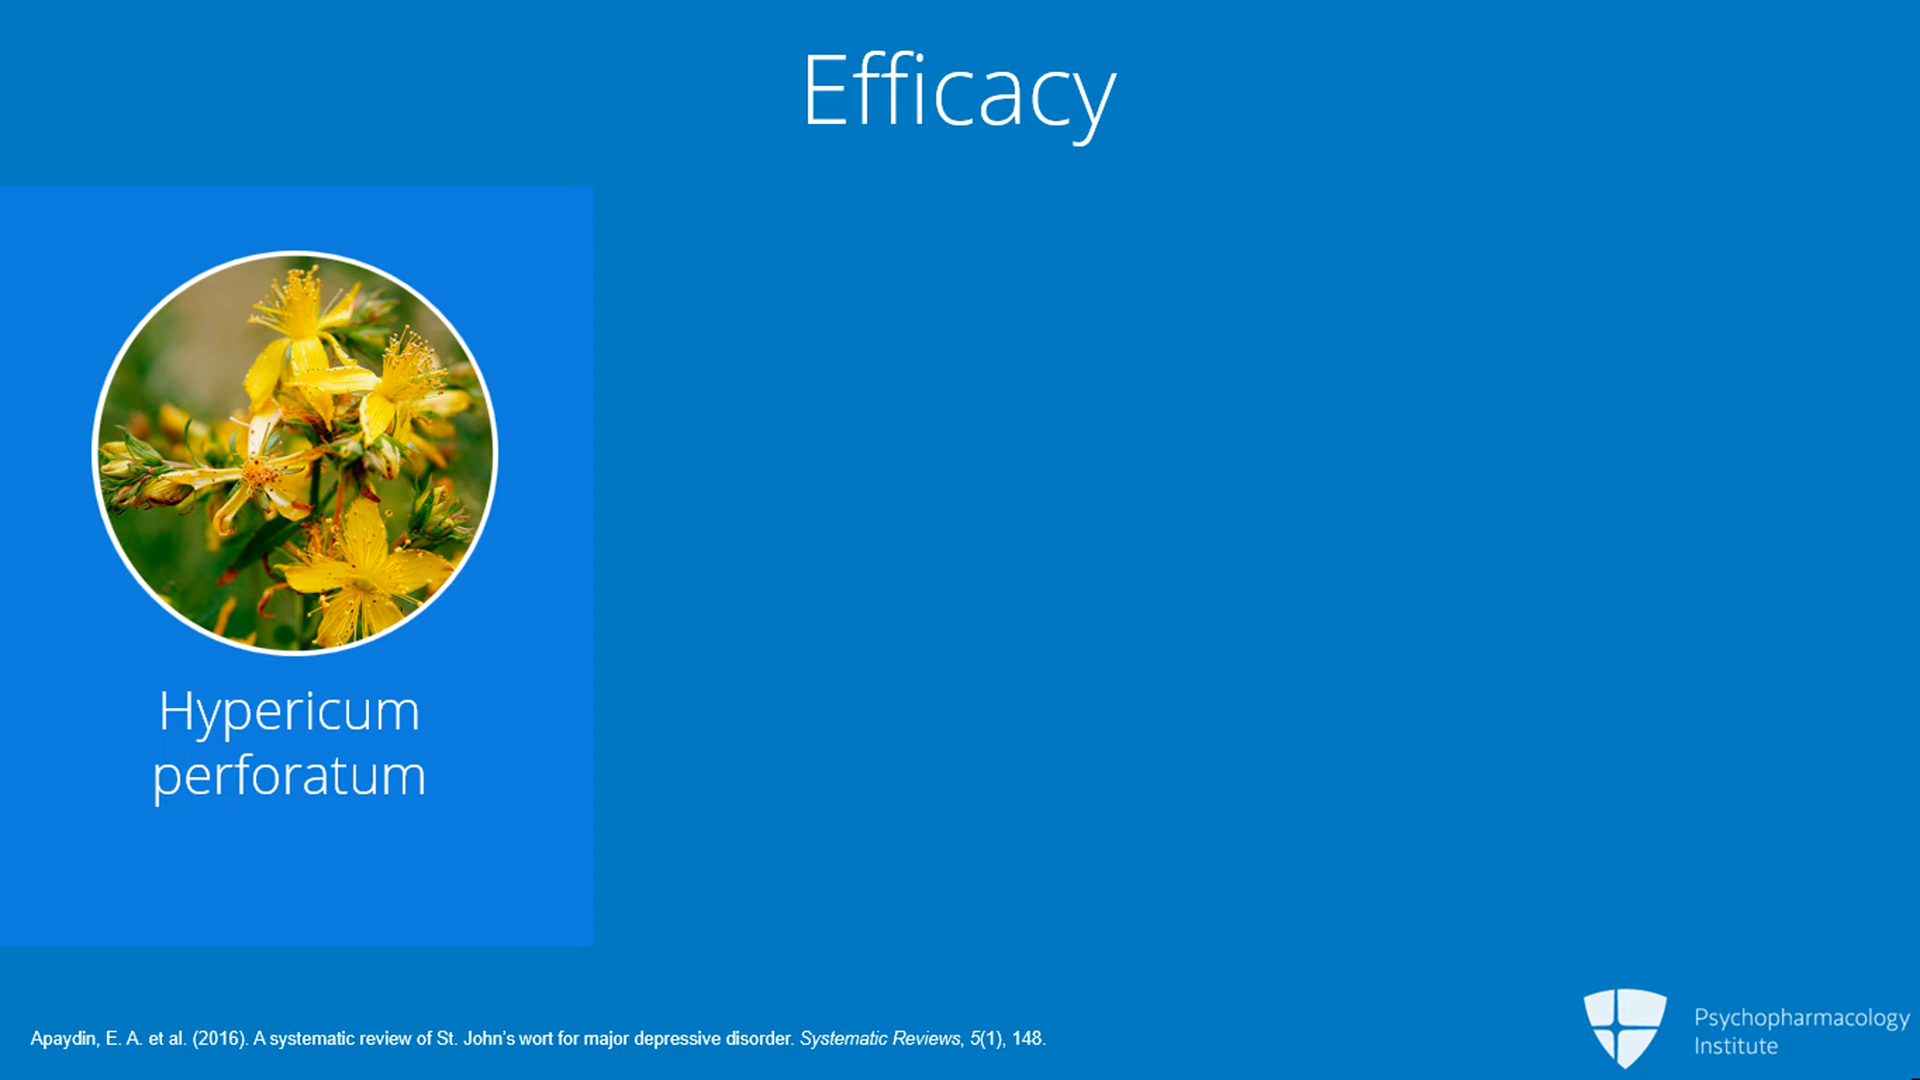 Efficacy
Hypericum
perforatum
Apaydin, E. A. et al. (2016). A systematic review of St. John's wort for major depressive disorder. Systematic Reviews, 5(1), 148.
Psychopharmacology
Institute